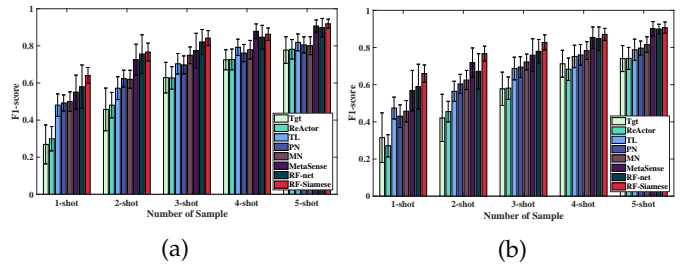 1
0.8
0.6
0.4
0.2
0
F1-score
Tgt
ReActor
TL
PN
MN
MetaSense
RF-net
RF-Siamese
1-shot 2-shot 3-shot 4-shot 5-shot
Number of Sample
(a)
1
0.8
0.6
0.4
0.2
0
F1-score
Tgt
ReActor
TL
PN
MN
MetaSense
RF-net
RF-Siamese
1-shot 2-shot 3-shot 4-shot 5-shot
Number of Sample
(b)